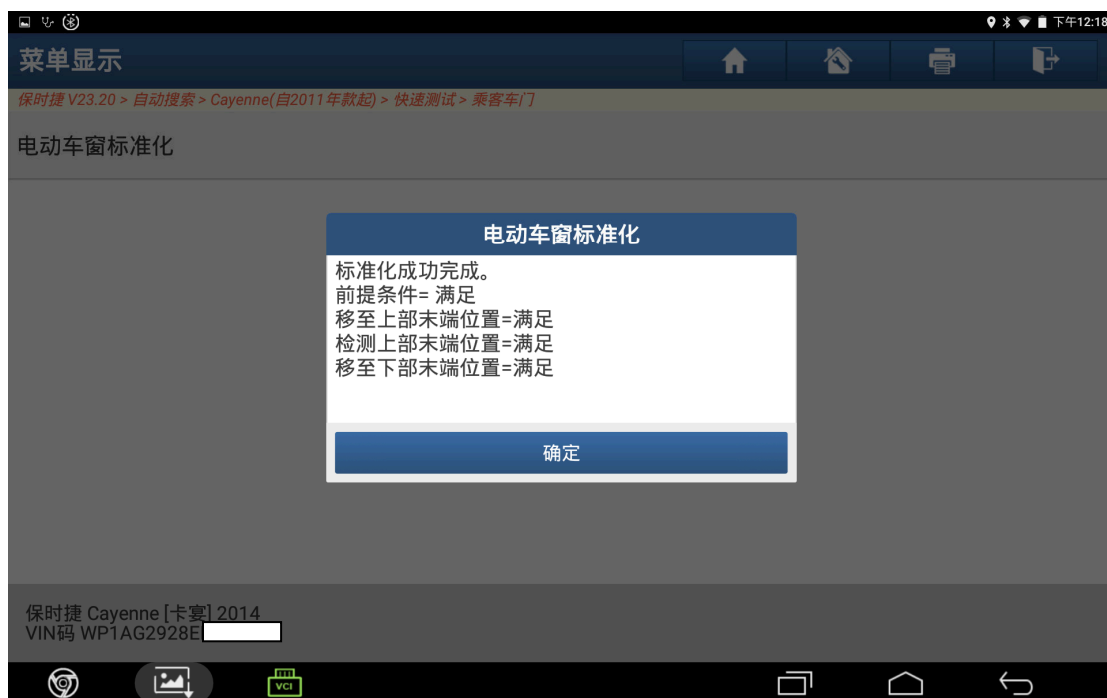 下午12:18
菜单显示
保时捷 V23.20 > 自动搜索 > Cayenne(自2011年款起) > 快速测试 > 乘客车门
电动车窗标准化
电动车窗标准化
标准化成功完成。
前提条件= 满足
移至上部末端位置=满足
检测上部末端位置=满足
移至下部末端位置=满足
确定
保时捷 Cayenne [卡宴] 2014
VIN码 WP1AG2928E
VCI